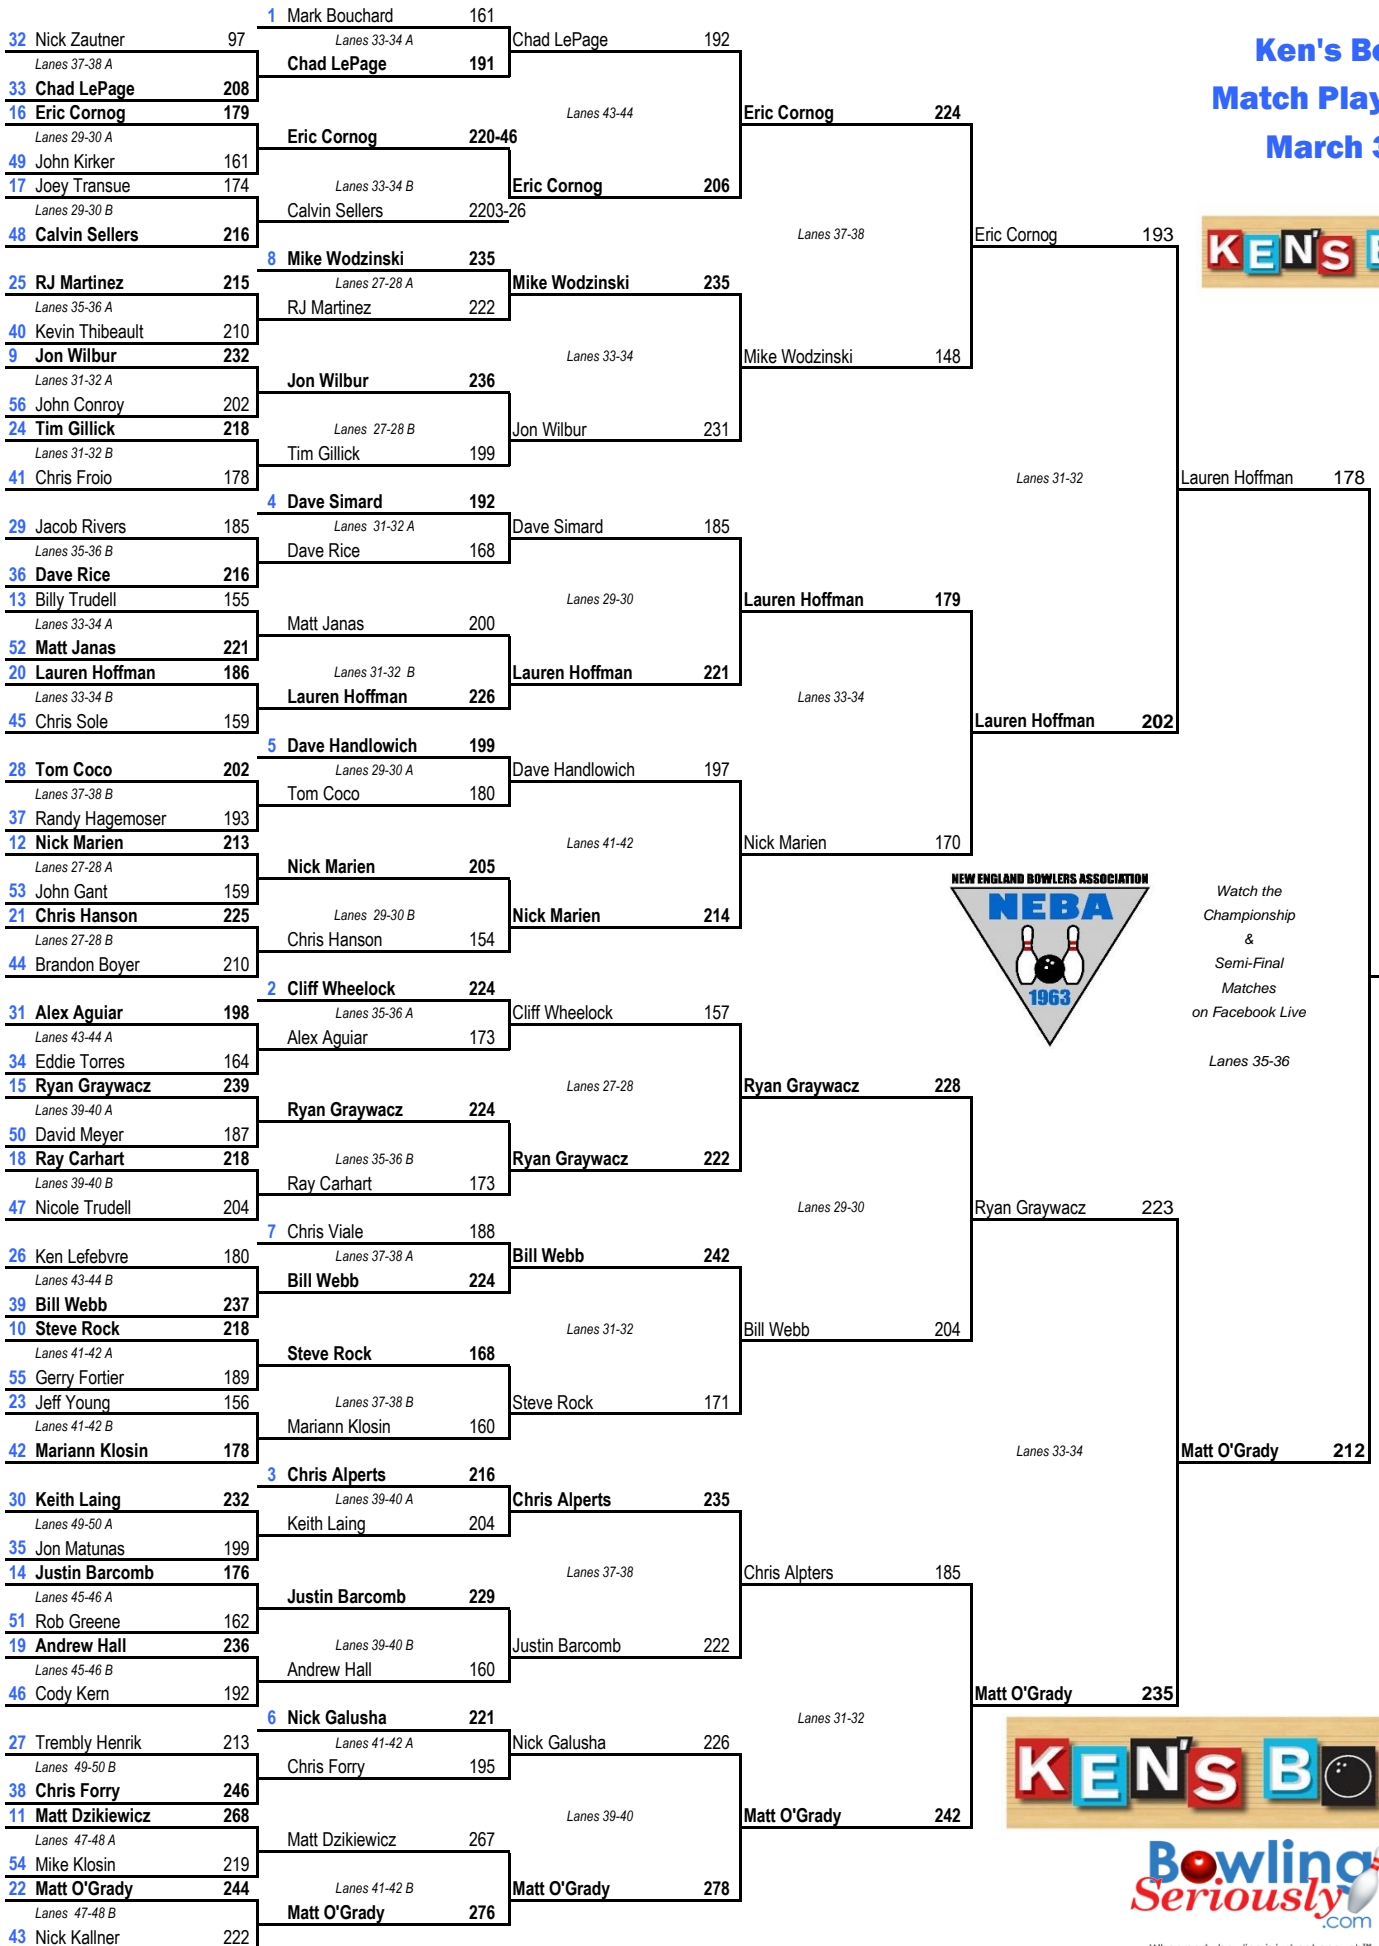 1 Mark Bouchard 161
32 Nick Zautner 97 Lanes 33-34 A Chad LePage 192
Ken's
Lanes 37-38 A Chad LePage 191
33 Chad LePage 208
Match Play
16 Eric Cornog 179 Lanes 43-44 Eric Cornog 224
Lanes 29-30 A Eric Cornog 220-46
March
49 John Kirker 161
17 Joey Transue 174 Lanes 33-34 B Eric Cornog 206
Lanes 29-30 B Calvin Sellers 2203-26
48 Calvin Sellers 216 Lanes 37-38 Eric Cornog 193
KEN'S
8 Mike Wodzinski 235
25 RJ Martinez 215 Lanes 27-28 A Mike Wodzinski 235
Lanes 35-36 A RJ Martinez 222
40 Kevin Thibeault 210
9 Jon Wilbur 232 Lanes 33-34 Mike Wodzinski 148
Lanes 31-32 A Jon Wilbur 236
56 John Conroy 202
24 Tim Gillick 218 Lanes 27-28 B Jon Wilbur 231
Lanes 31-32 B Tim Gillick 199
41 Chris Froio 178 Lanes 31-32 Lauren Hoffman 178
4 Dave Simard 192
29 Jacob Rivers 185 Lanes 31-32 A Dave Simard 185
Lanes 35-36 B Dave Rice 168
36 Dave Rice 216
13 Billy Trudell 155 Lanes 29-30 Lauren Hoffman 179
Lanes 33-34 A Matt Janas 200
52 Matt Janas 221
20 Lauren Hoffman 186 Lanes 31-32 B Lauren Hoffman 221
Lanes 33-34 B Lauren Hoffman 226 Lanes 33-34
45 Chris Sole 159 Lauren Hoffman 202
5 Dave Handlowich 199
28 Tom Coco 202 Lanes 29-30 A Dave Handlowich 197
Lanes 37-38 B Tom Coco 180
37 Randy Hagemoser 193
12 Nick Marien 213 Lanes 41-42 Nick Marien 170
Lanes 27-28 A Nick Marien 205
NEW ENGLAND BOWLERS ASSOCIATION
53 John Gant 159 Watch the
NEBA
21 Chris Hanson 225 Lanes 29-30 B Nick Marien 214 Championship
Lanes 27-28 B Chris Hanson 154 &
44 Brandon Boyer 210 Semi-Final
2 Cliff Wheelock 224 Matches
1963
31 Alex Aguiar 198 Lanes 35-36 A Cliff Wheelock 157 on Facebook Live
Lanes 43-44 A Alex Aguiar 173
34 Eddie Torres 164 Lanes 35-36
15 Ryan Graywacz 239 Lanes 27-28 Ryan Graywacz 228
Lanes 39-40 A Ryan Graywacz 224
50 David Meyer 187
18 Ray Carhart 218 Lanes 35-36 B Ryan Graywacz 222
Lanes 39-40 B Ray Carhart 173
47 Nicole Trudell 204 Lanes 29-30 Ryan Graywacz 223
7 Chris Viale 188
26 Ken Lefebvre 180 Lanes 37-38 A Bill Webb 242
Lanes 43-44 B Bill Webb 224
39 Bill Webb 237
10 Steve Rock 218 Lanes 31-32 Bill Webb 204
Lanes 41-42 A Steve Rock 168
55 Gerry Fortier 189
23 Jeff Young 156 Lanes 37-38 B Steve Rock 171
Lanes 41-42 B Mariann Klosin 160
42 Mariann Klosin 178 Lanes 33-34 Matt O'Grady 212
3 Chris Alperts 216
30 Keith Laing 232 Lanes 39-40 A Chris Alperts 235
Lanes 49-50 A Keith Laing 204
35 Jon Matunas 199
14 Justin Barcomb 176 Lanes 37-38 Chris Alpters 185
Lanes 45-46 A Justin Barcomb 229
51 Rob Greene 162
19 Andrew Hall 236 Lanes 39-40 B Justin Barcomb 222
Lanes 45-46 B Andrew Hall 160
46 Cody Kern 192 Matt O'Grady 235
6 Nick Galusha 221 Lanes 31-32
27 Trembly Henrik 213 Lanes 41-42 A Nick Galusha 226
Lanes 49-50 B Chris Forry 195
KEN'S BO
38 Chris Forry 246
11 Matt Dzikiewicz 268 Lanes 39-40 Matt O'Grady 242
Lanes 47-48 A Matt Dzikiewicz 267
54 Mike Klosin 219
Bowling
22 Matt O'Grady 244 Lanes 41-42 B Matt O'Grady 278
Seriously
Lanes 47-48 B Matt O'Grady 276
.com
43 Nick Kallner 222